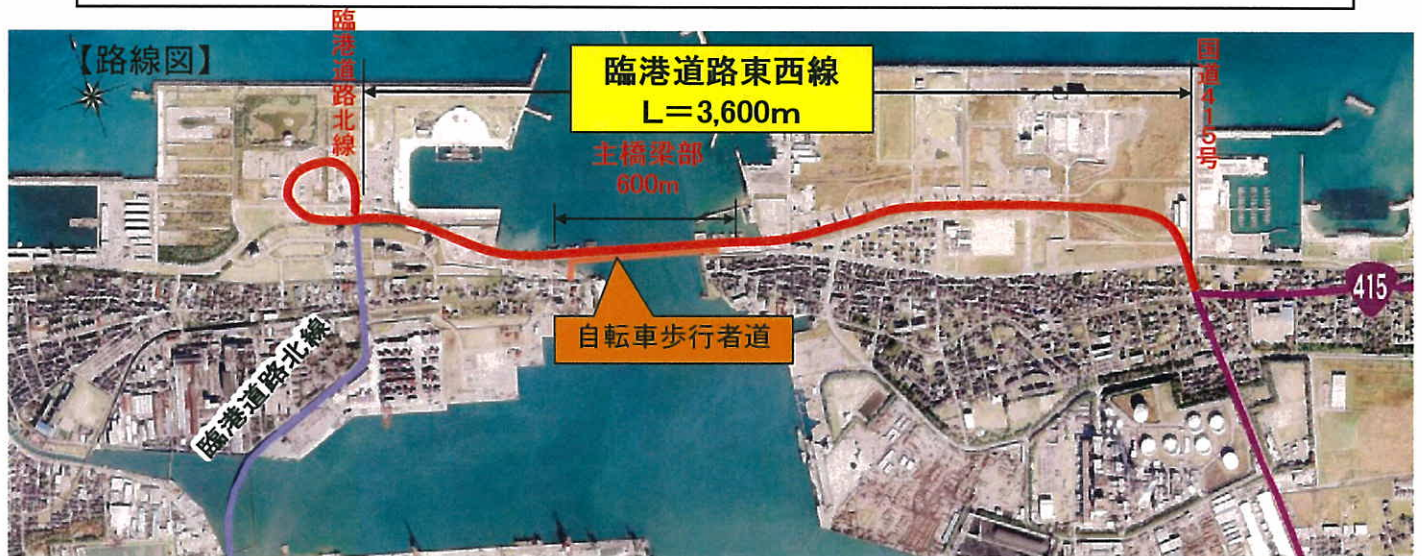 【路線図】
臨港道路北線
臨港道路東西線
L=3,600m
国道415号
主橋梁部
600m
自転車歩行者道
415
臨港道路北線